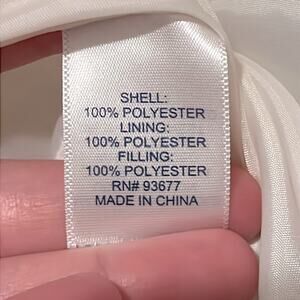 SHELL:
100% POLYESTER
LINING:
100% POLYESTER
FILLING:
100% POLYESTER
RN# 93677
MADE IN CHINA